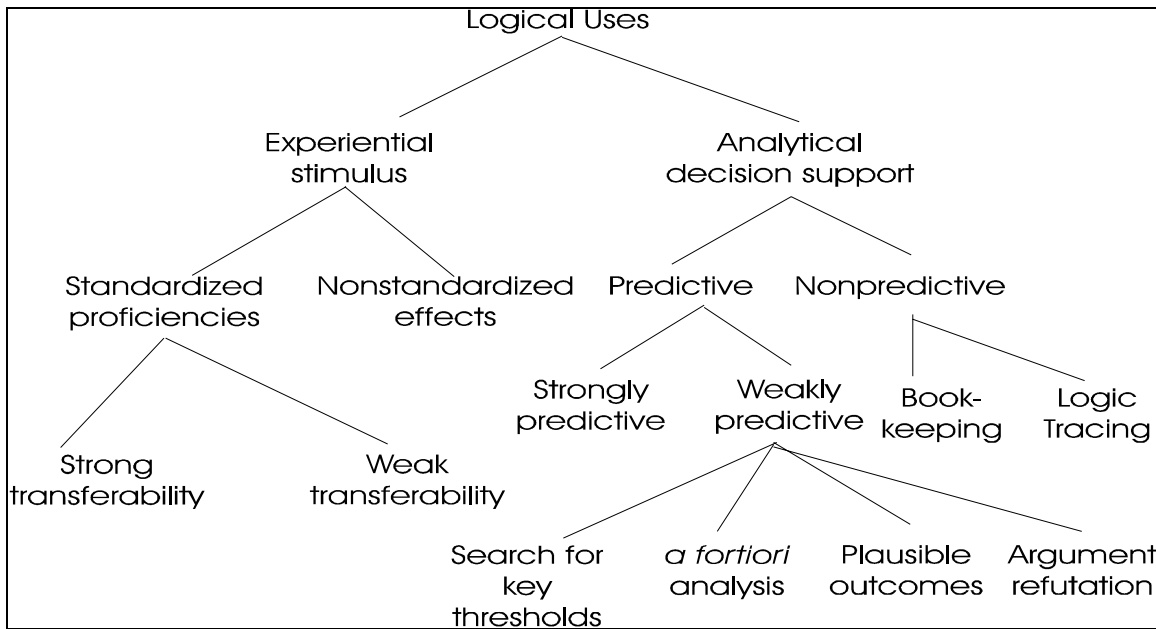 Logical Uses
Experiential
stimulus
Analytical
decision support
Standardized
proficiencies
Nonstandardized
effects
Predictive
Nonpredictive
Strongly
predictive
Weakly
predictive
Book-
keeping
Logic
Tracing
Strong
transferability
Weak
transferability
Search for
key
thresholds
a fortiori
analysis
Plausible
outcomes
Argument
refutation